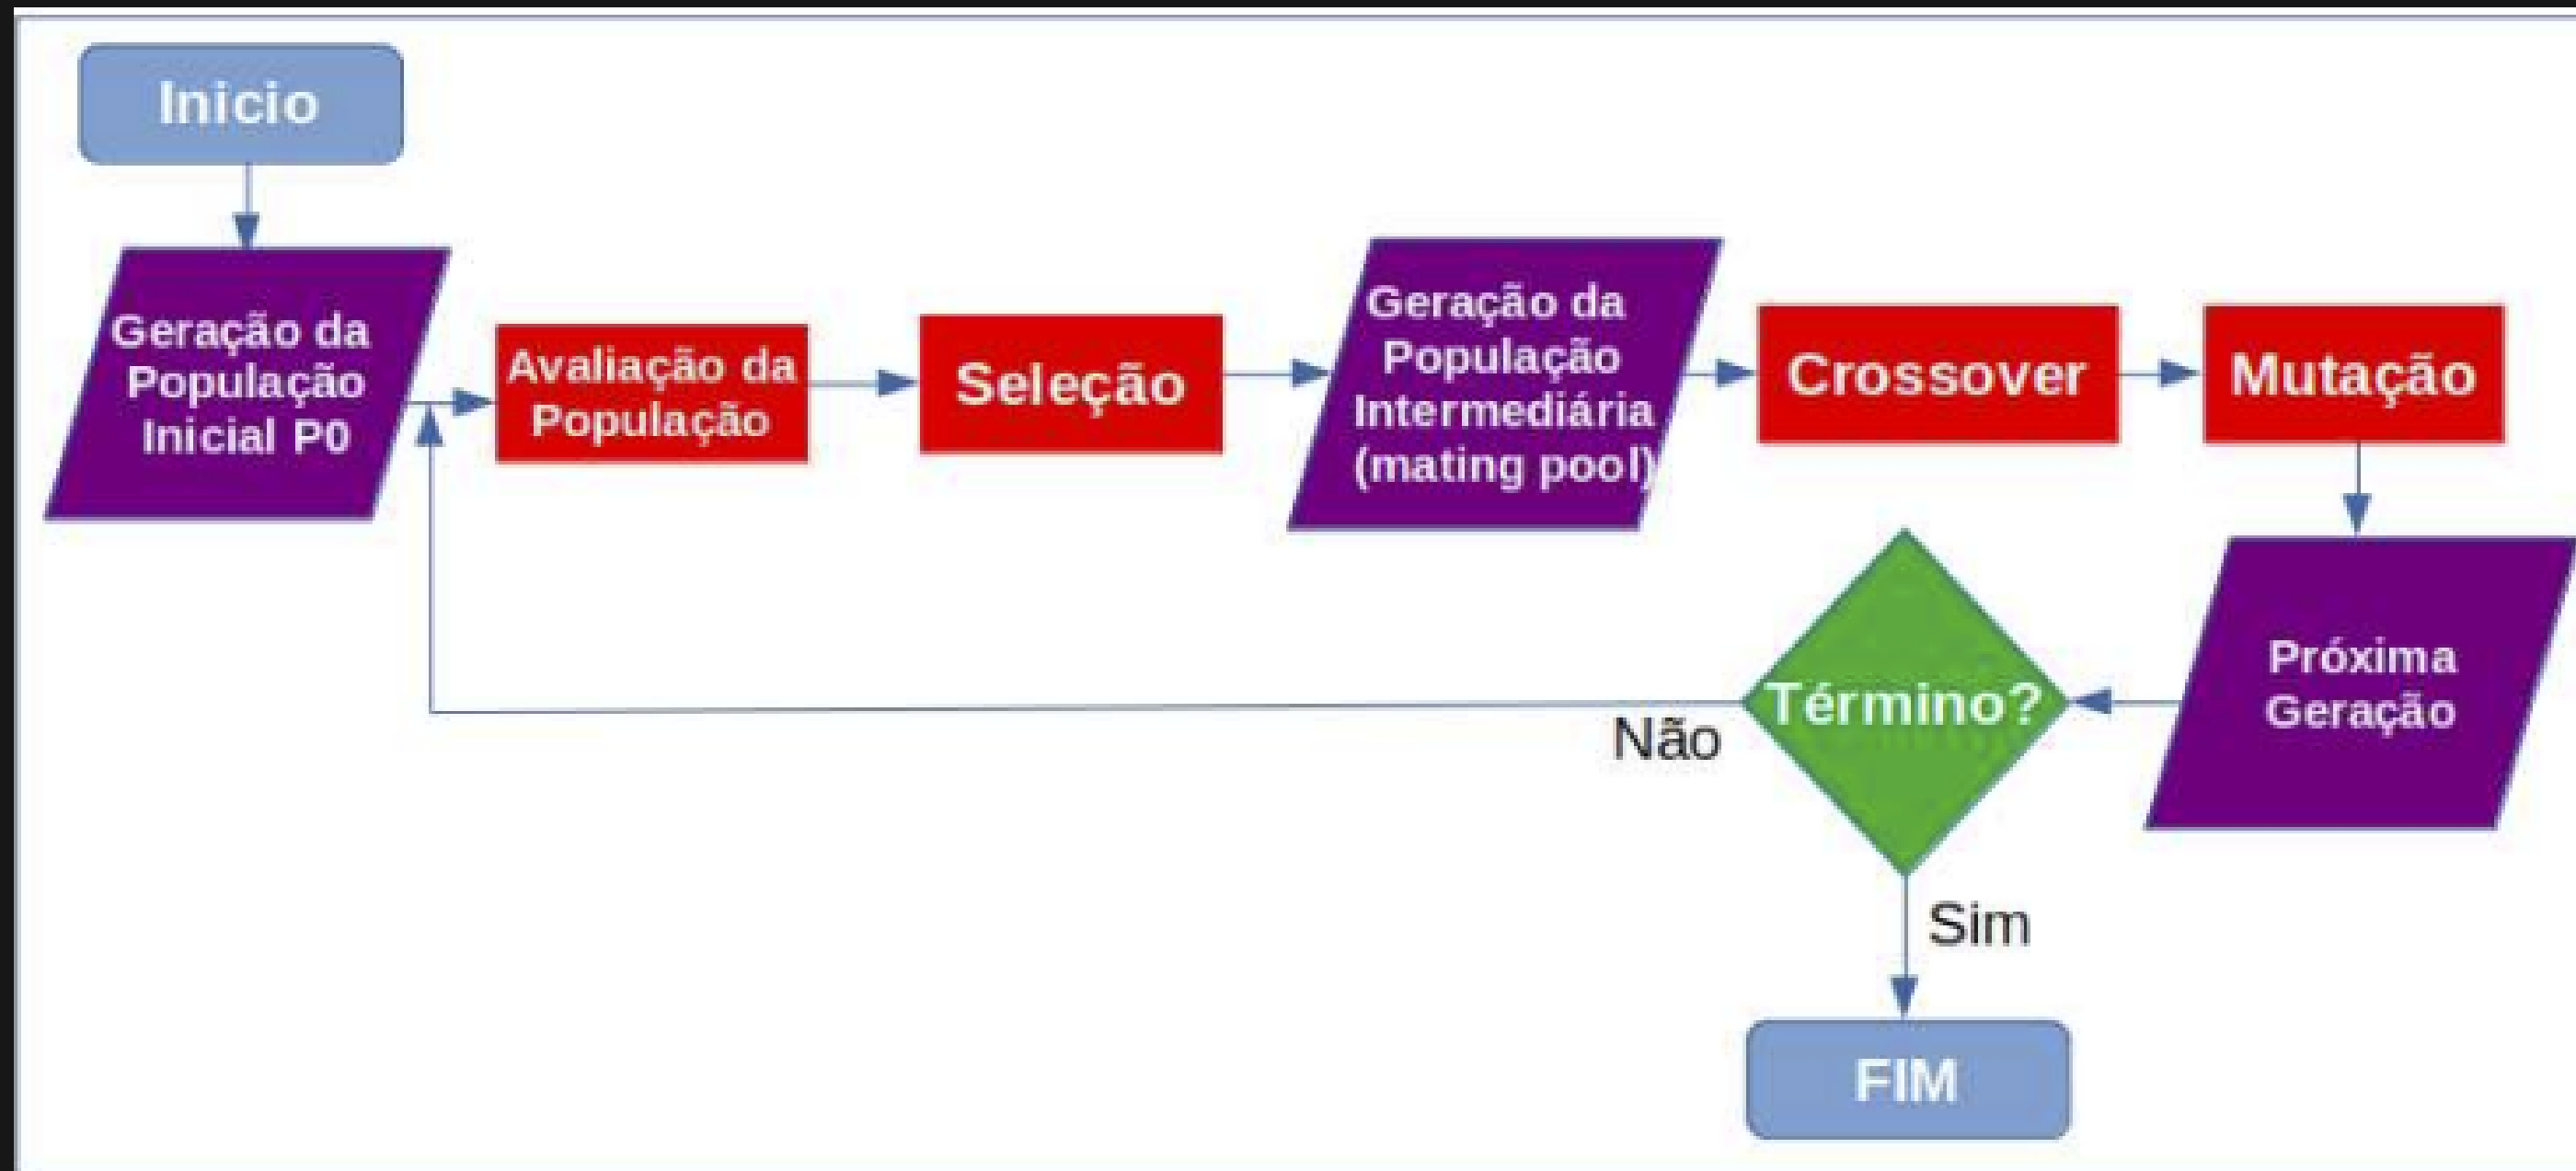 Inicio
Geração da
População
Inicial P0
Avaliação da
População
Seleção
Geração da
População
Intermediária
(mating pool)
Crossover
Mutação
Próxima
Geração
Término?
Não
Sim
FIM